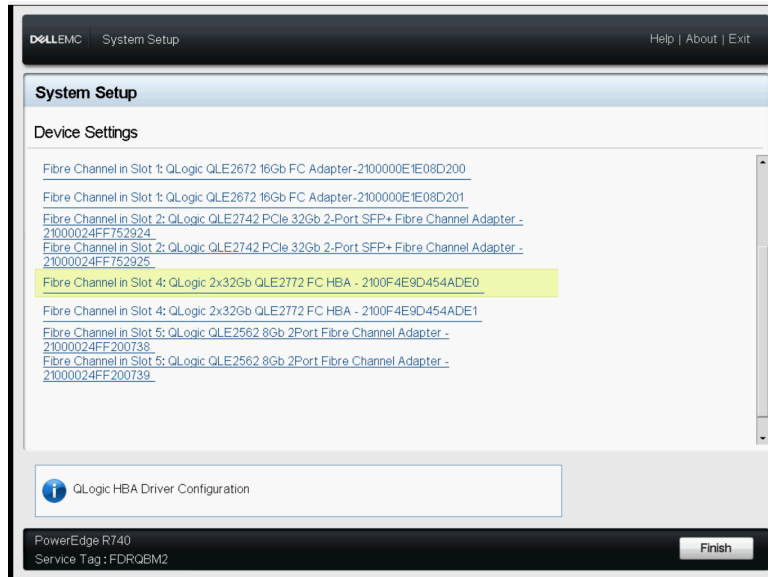 DELLEMC System Setup
Help | About | Exit
System Setup
Device Settings
Fibre Channel in Slot 1: QLogic QLE2672 16Gb FC Adapter-2100000E1E08D200
Fibre Channel in Slot 1: QLogic QLE2672 16Gb FC Adapter-2100000E1E08D201
Fibre Channel in Slot 2: QLogic QLE2742 PCIe 32Gb 2-Port SFP+ Fibre Channel Adapter -
21000024FF752924
Fibre Channel in Slot 2: QLogic QLE2742 PCIe 32Gb 2-Port SFP+ Fibre Channel Adapter -
21000024FF752925
Fibre Channel in Slot 4: QLogic 2x32Gb QLE2772 FC HBA - 2100F4E9D454ADE0
Fibre Channel in Slot 4: QLogic 2x32Gb QLE2772 FC HBA - 2100F4E9D454ADE1
Fibre Channel in Slot 5: QLogic QLE2562 8Gb 2Port Fibre Channel Adapter -
21000024FF200738
Fibre Channel in Slot 5: QLogic QLE2562 8Gb 2Port Fibre Channel Adapter -
21000024FF200739
QLogic HBA Driver Configuration
PowerEdge R740
Service Tag : FDRQBM2
Finish